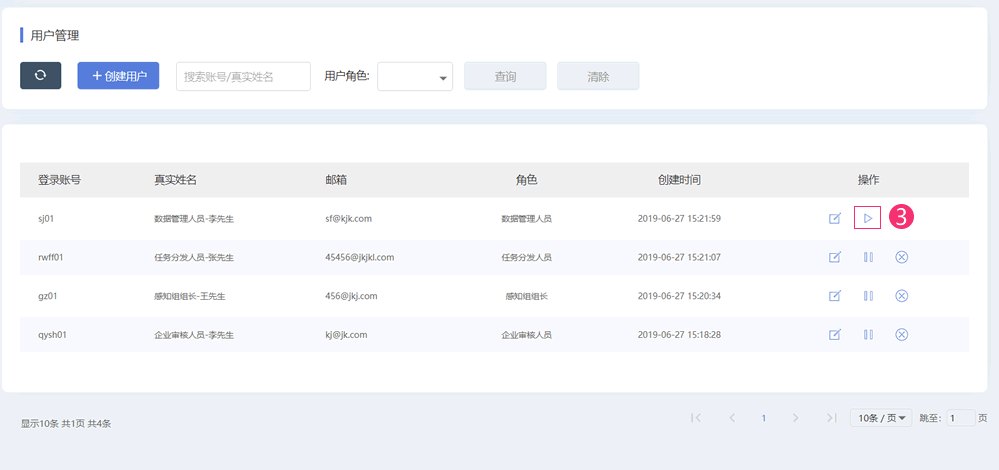 用户管理
创建用户 搜索账号/真实姓名 用户角色: 查询 清除
登录账号 真实姓名 邮箱 角色 创建时间 操作
sj01 数据管理人员-李先生 sf@kjk.com 数据管理人员 2019-06-27 15:21:59 3
rwff01 任务分发人员-张先生 45456@jkjkl.com 任务分发人员 2019-06-27 15:21:07
gz01 感知组组长-王先生 456@jkj.com 感知组组长 2019-06-27 15:20:34
qysh01 企业审核人员-李先生 kj@jk.com 企业审核人员 2019-06-27 15:18:28
显示10条 共1页 共4条 1 10条 / 页 跳至: 1 页